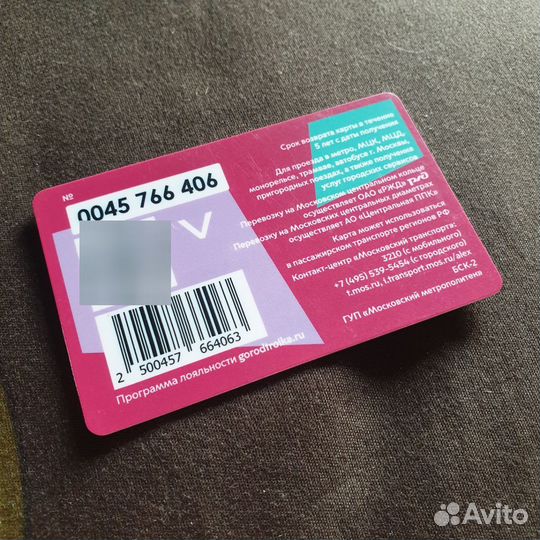 №
0045 766 406
V
2 500457 664063
Программа лояльности gorodtroika.ru
Срок возврата карты в течение
5 лет с даты получения
Для проезда в метро, МЦК, МЦД,
монорельсе, трамвае, автобусе г. Москвы,
пригородных поездах, а также получения
услуг городских сервисов
Перевозку на Московском центральном кольце
осуществляет ОАО «РЖД» РЖД
Перевозку на Московских центральных диаметрах
осуществляет АО «Центральная ППК»
Карта может использоваться
в пассажирском транспорте регионов РФ
Контакт-центр «Московский транспорт»:
3210 (с мобильного)
+7 (495) 539-5454 (с городского)
t.mos.ru, i.transport.mos.ru/alex
БСК-2
ГУП «Московский метрополитен»
Avito